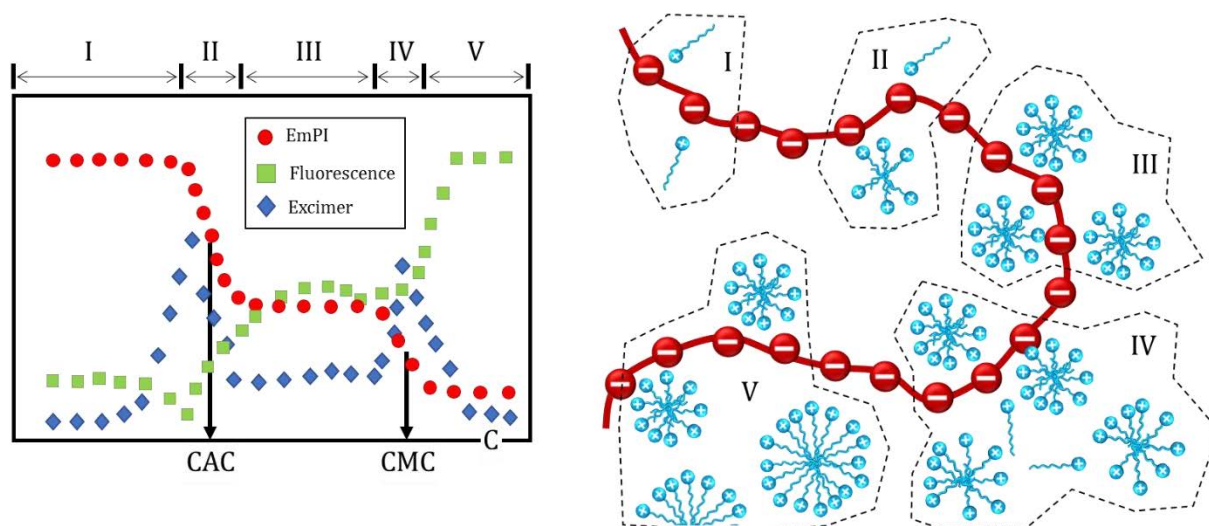 I II III IV V
EmPI
Fluorescence
Excimer
C
CAC CMC
I
II
III
IV
V